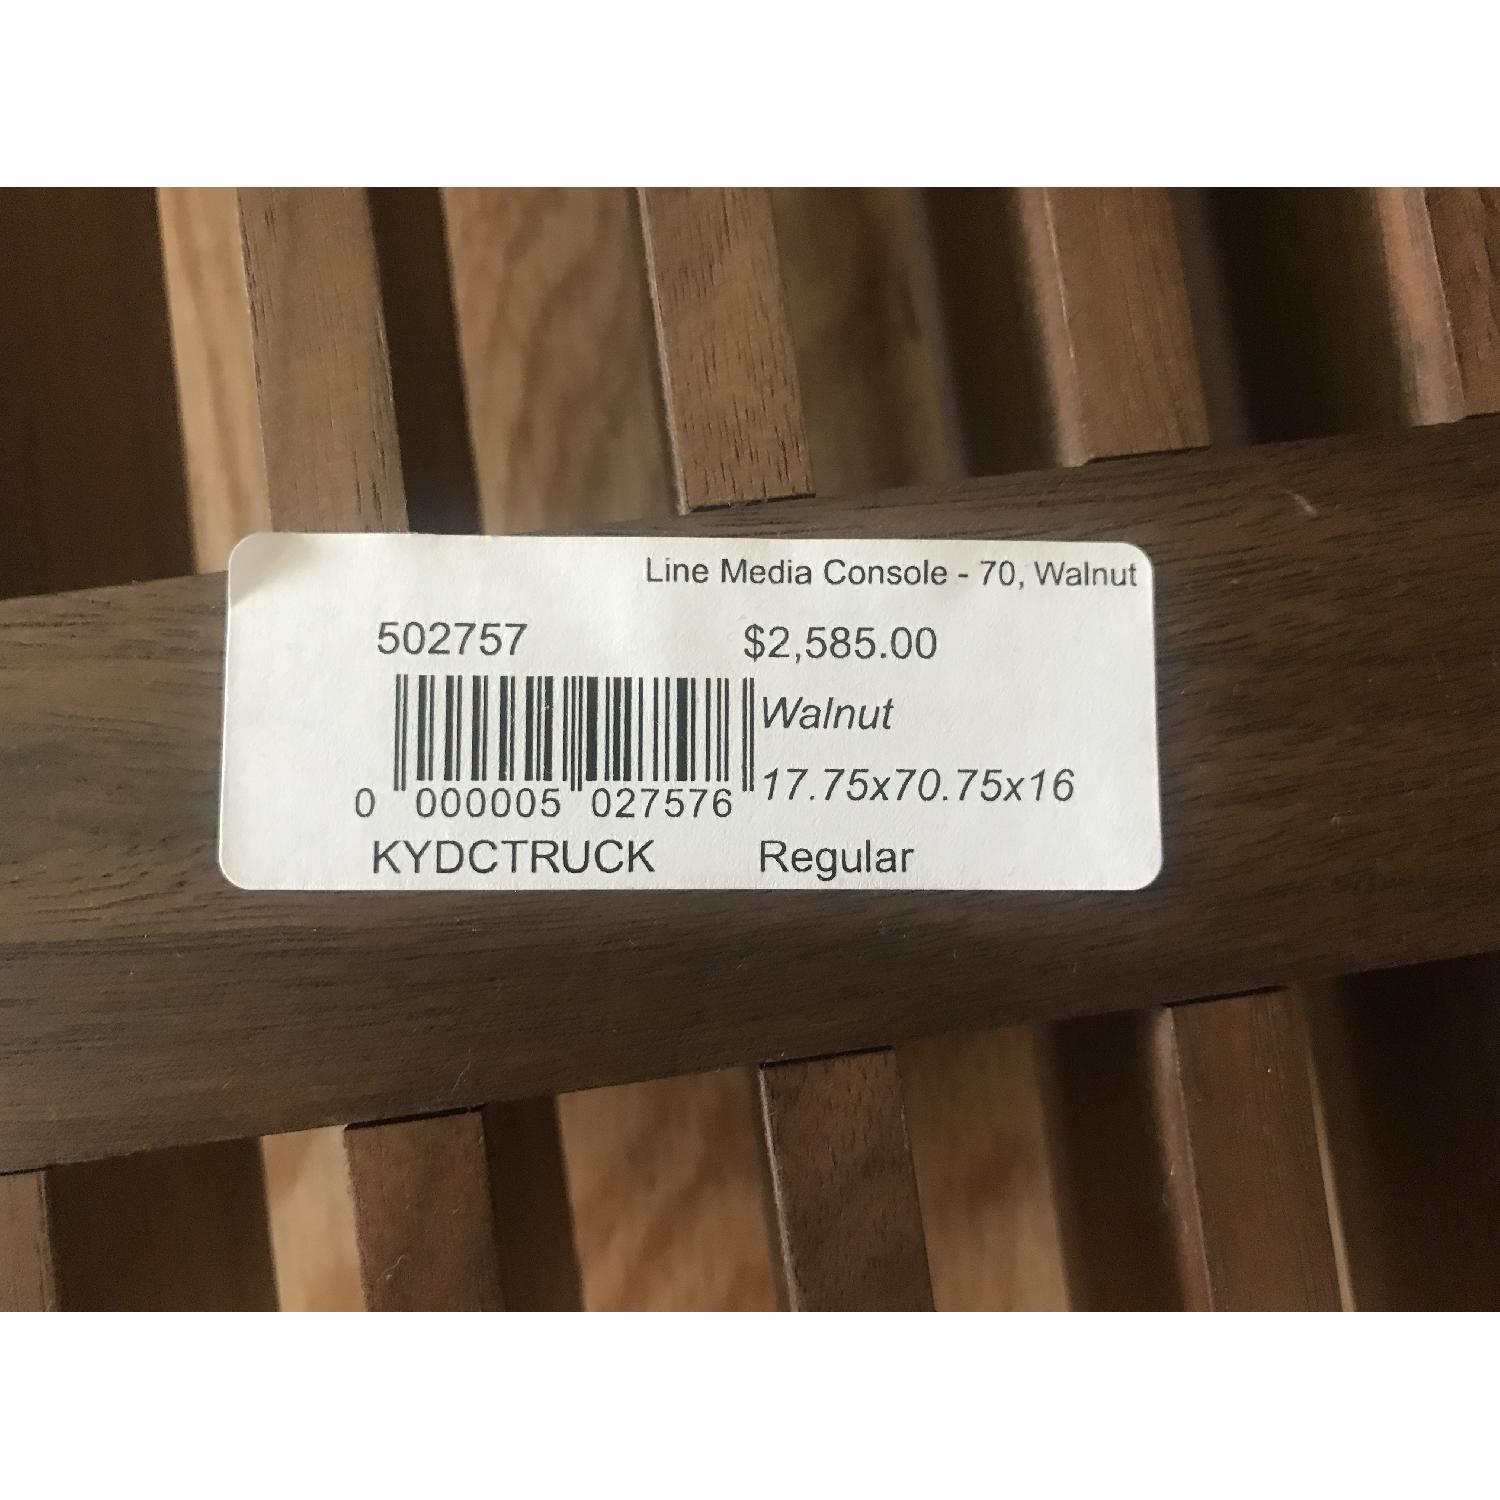 Line Media Console - 70, Walnut
502757 $2,585.00
Walnut
17.75x70.75x16
0 000005 027576
KYDCTRUCK Regular